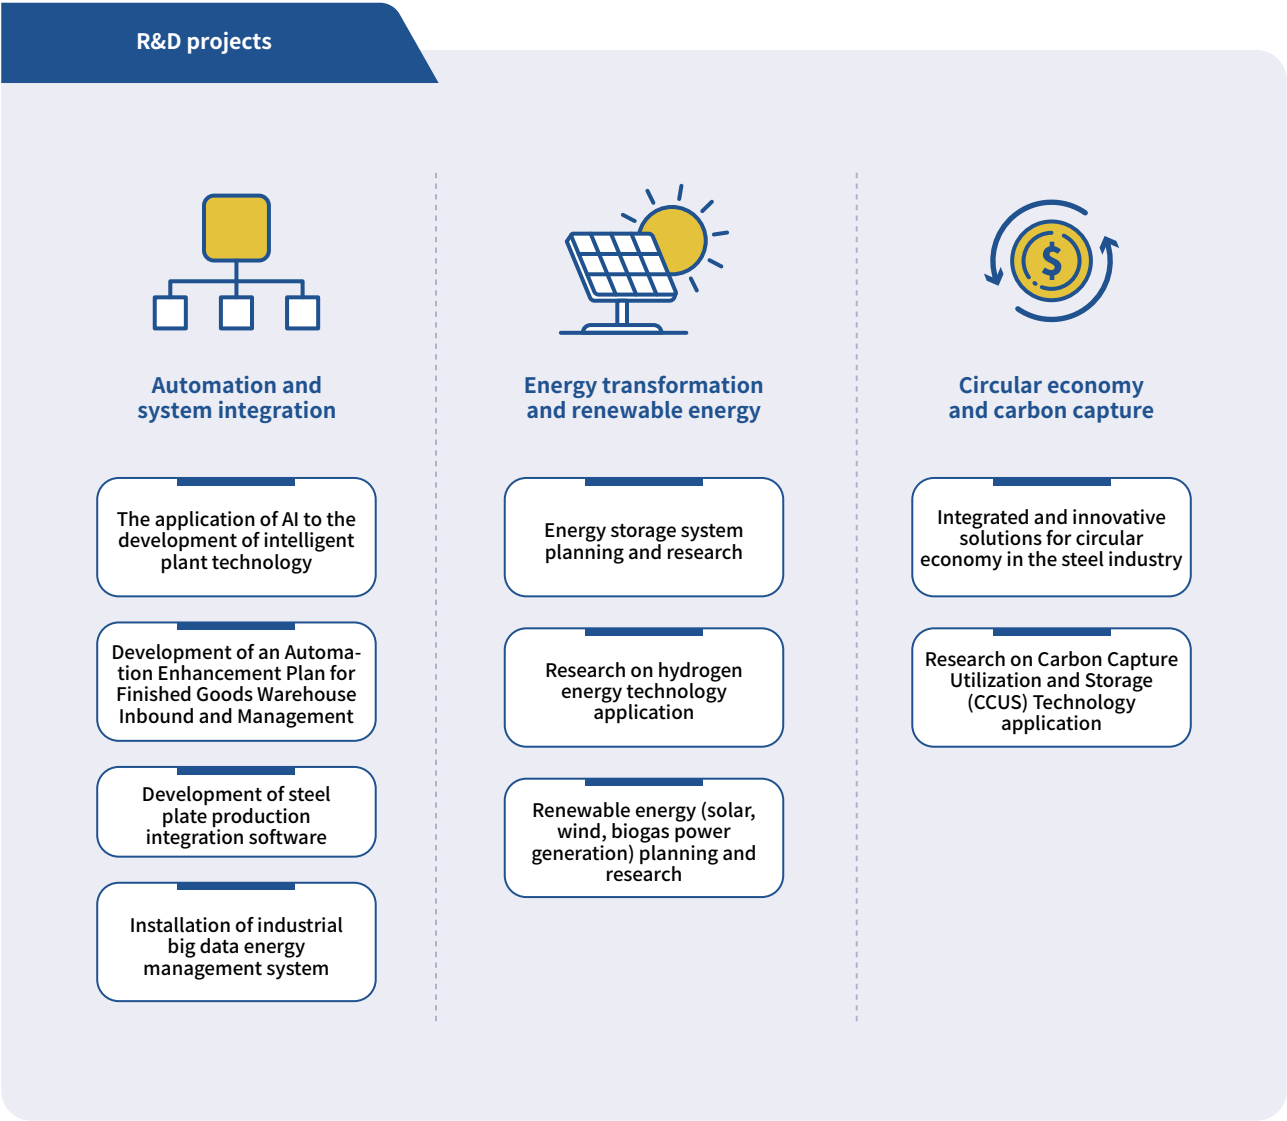 R&D projects
Automation and
system integration
The application of AI to the
development of intelligent
plant technology
Development of an Automa-
tion Enhancement Plan for
Finished Goods Warehouse
Inbound and Management
Development of steel
plate production
integration software
Installation of industrial
big data energy
management system
Energy transformation
and renewable energy
Energy storage system
planning and research
Research on hydrogen
energy technology
application
Renewable energy (solar,
wind, biogas power
generation) planning and
research
$
Circular economy
and carbon capture
Integrated and innovative
solutions for circular
economy in the steel industry
Research on Carbon Capture
Utilization and Storage
(CCUS) Technology
application